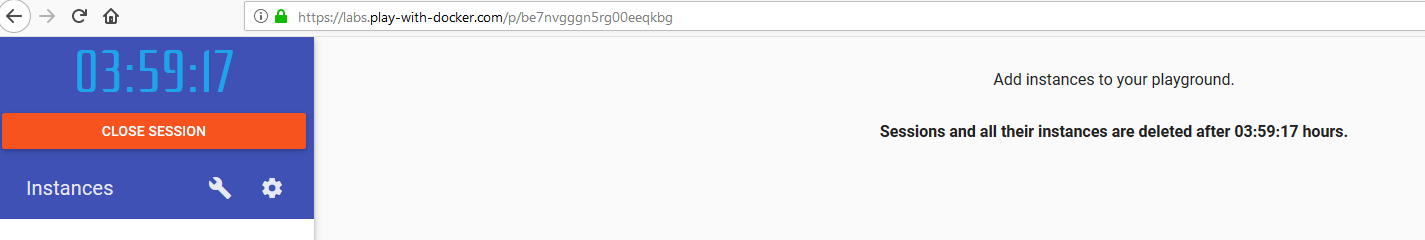 https://labs.play-with-docker.com/p/be7nvgggn5rg00eeqkbg
03:59:17
CLOSE SESSION
Instances
Add instances to your playground.
Sessions and all their instances are deleted after 03:59:17 hours.